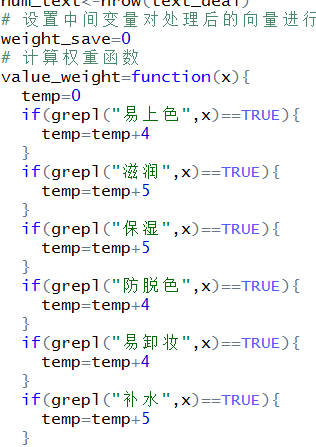 num_text<-nrow(text_deal)
# 设置中间变量对处理后的向量进行
weight_save=0
# 计算权重函数
value_weight=function(x){
  temp=0
  if(grepl("易上色",x)==TRUE){
    temp=temp+4
  }
  if(grepl("滋润",x)==TRUE){
    temp=temp+5
  }
  if(grepl("保湿",x)==TRUE){
    temp=temp+5
  }
  if(grepl("防脱色",x)==TRUE){
    temp=temp+4
  }
  if(grepl("易卸妆",x)==TRUE){
    temp=temp+4
  }
  if(grepl("补水",x)==TRUE){
    temp=temp+5
  }